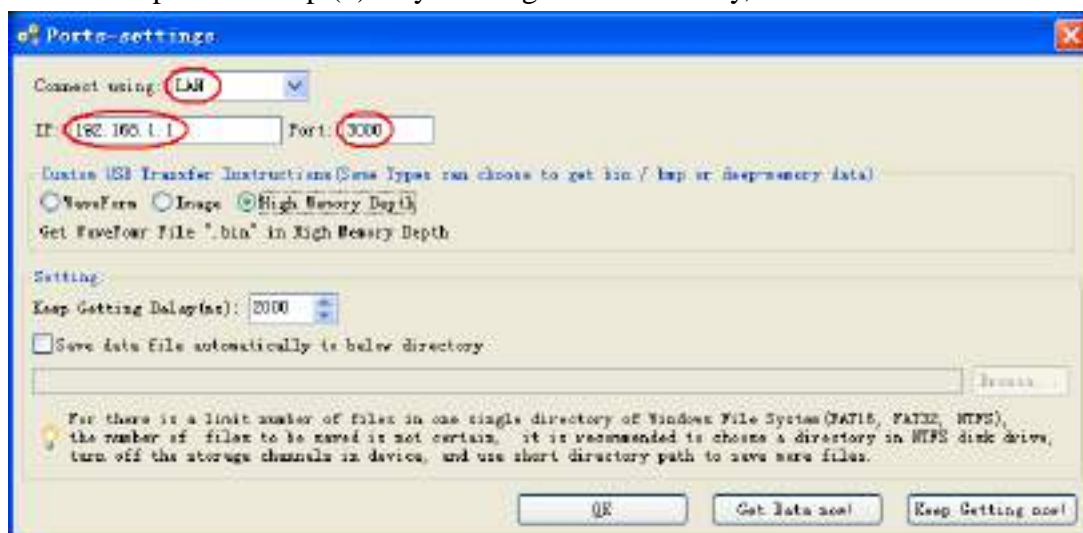 Ports-settings
Connect using: LAN
IP: 192.168.1.1 Port: 3000
Custom USB Transfer Instructions(Some Types can choose to get bin / bmp or deep-memory data)
WaveForm Image High Memory Depth
Get WaveFour File ".bin" in High Memory Depth
Setting
Keep Getting Delay(ms): 2000
Save data file automatically to below directory
Browse...
For there is a limit number of files in one single directory of Windows File System(FAT16, FAT32, NTFS),
the number of files to be saved is not certain, it is recommended to choose a directory in NTFS disk drive,
turn off the storage channels in device, and use short directory path to save more files.
OK Get Data now! Keep Getting now!